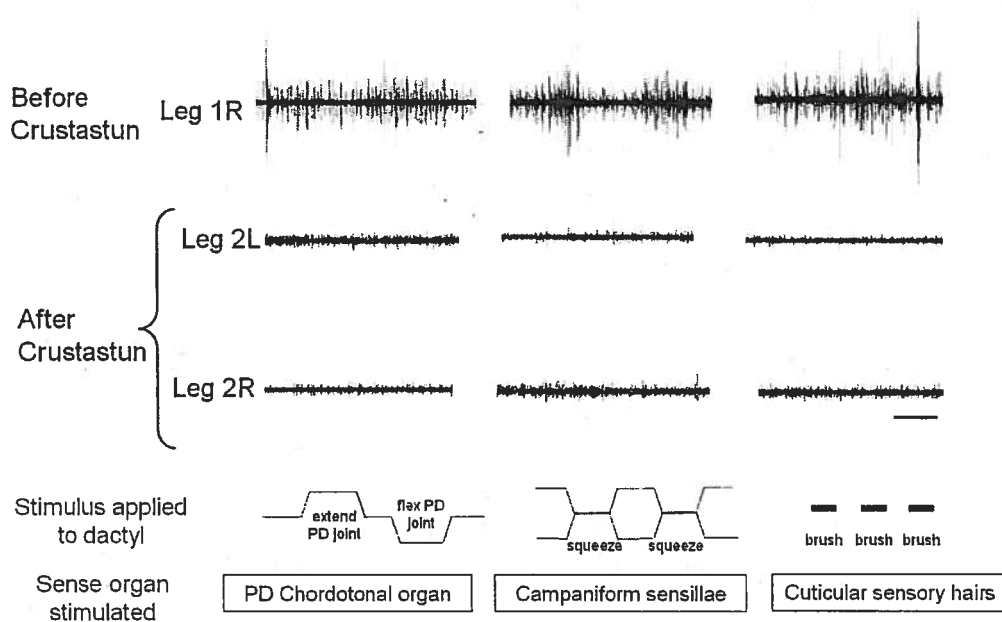 Before
Crustastun
Leg 1R
Leg 2L
After
Crustastun
Leg 2R
Stimulus applied
to dactyl
extend
PD joint
flex PD
joint
squeeze squeeze
brush brush brush
Sense organ
stimulated
PD Chordotonal organ
Campaniform sensillae
Cuticular sensory hairs